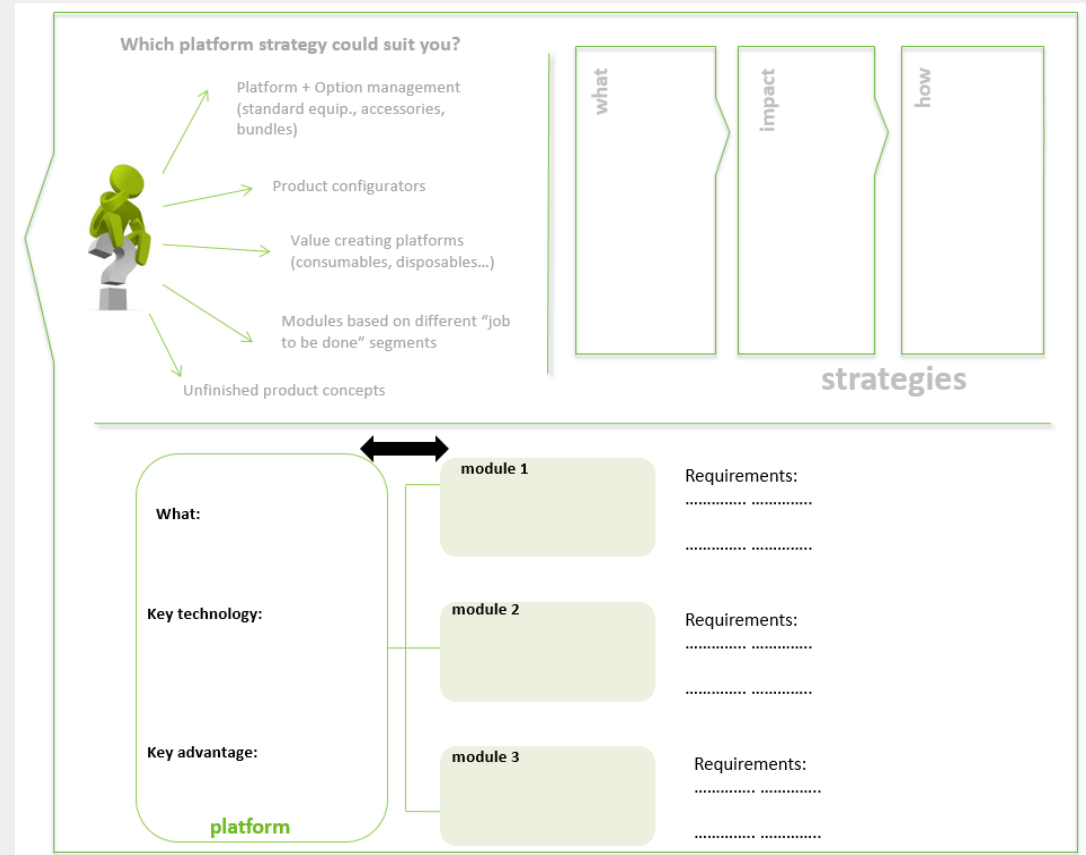 Which platform strategy could suit you?
Platform + Option management
(standard equip., accessories,
bundles)
Product configurators
Value creating platforms
(consumables, disposables…)
Modules based on different “job
to be done” segments
Unfinished product concepts
what
impact
how
strategies
What:
Key technology:
Key advantage:
platform
module 1
Requirements:
.............. ..............
.............. ..............
module 2
Requirements:
.............. ..............
.............. ..............
module 3
Requirements:
.............. ..............
.............. ..............